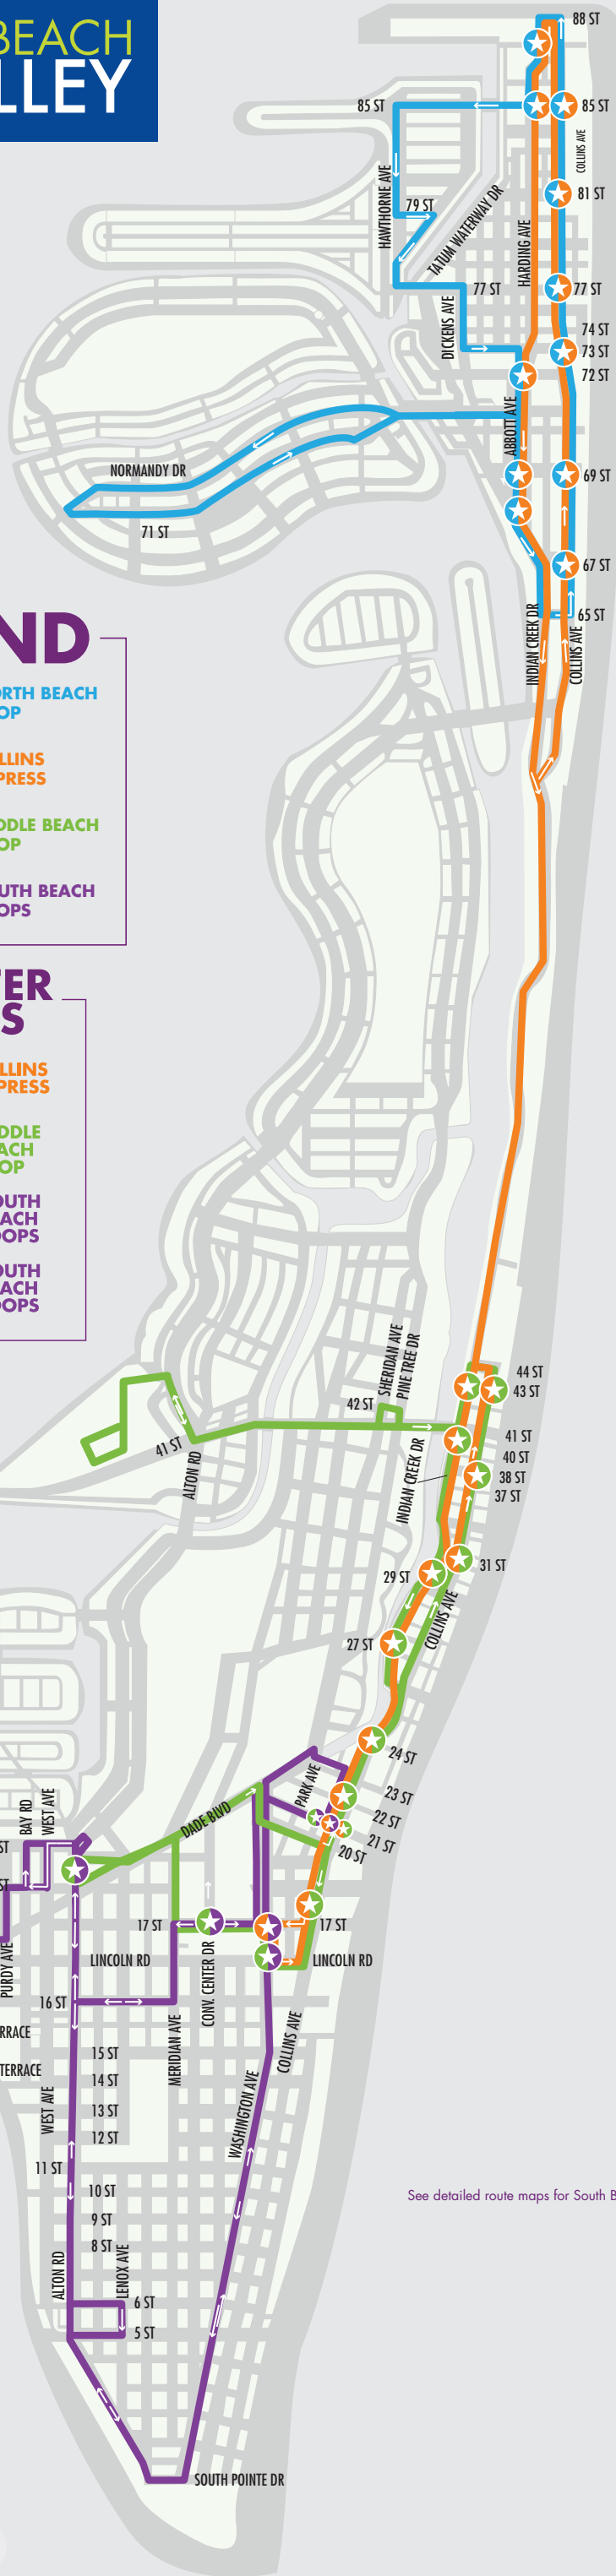 BEACH
LLEY
88 ST
85 ST
85 ST
COLLINS AVE
81 ST
HAWTHORNE AVE
79 ST
TATUM WATERWAY DR
HARDING AVE
77 ST
77 ST
DICKENS AVE
74 ST
73 ST
72 ST
ABBOTT AVE
NORMANDY DR
69 ST
71 ST
67 ST
65 ST
INDIAN CREEK DR
COLLINS AVE
ND
ORTH BEACH
OP
LLINS
PRESS
DDLE BEACH
OP
UTH BEACH
OPS
TER
S
LLINS
PRESS
DDLE
ACH
OP
OUTH
EACH
OOPS
OUTH
EACH
OOPS
SHERIDAN AVE
PINE TREE DR
44 ST
43 ST
42 ST
41 ST
41 ST
40 ST
ALTON RD
INDIAN CREEK DR
38 ST
37 ST
31 ST
29 ST
COLLINS AVE
27 ST
24 ST
PARK AVE
23 ST
BAY RD
WEST AVE
DADE BLVD
22 ST
21 ST
ST
20 ST
ST
17 ST
17 ST
PURDY AVE
LINCOLN RD
CONV. CENTER DR
LINCOLN RD
16 ST
MERIDIAN AVE
COLLINS AVE
RRACE
15 ST
TERRACE
14 ST
WEST AVE
13 ST
WASHINGTON AVE
12 ST
11 ST
10 ST
See detailed route maps for South B
9 ST
8 ST
LENOX AVE
ALTON RD
6 ST
5 ST
SOUTH POINTE DR